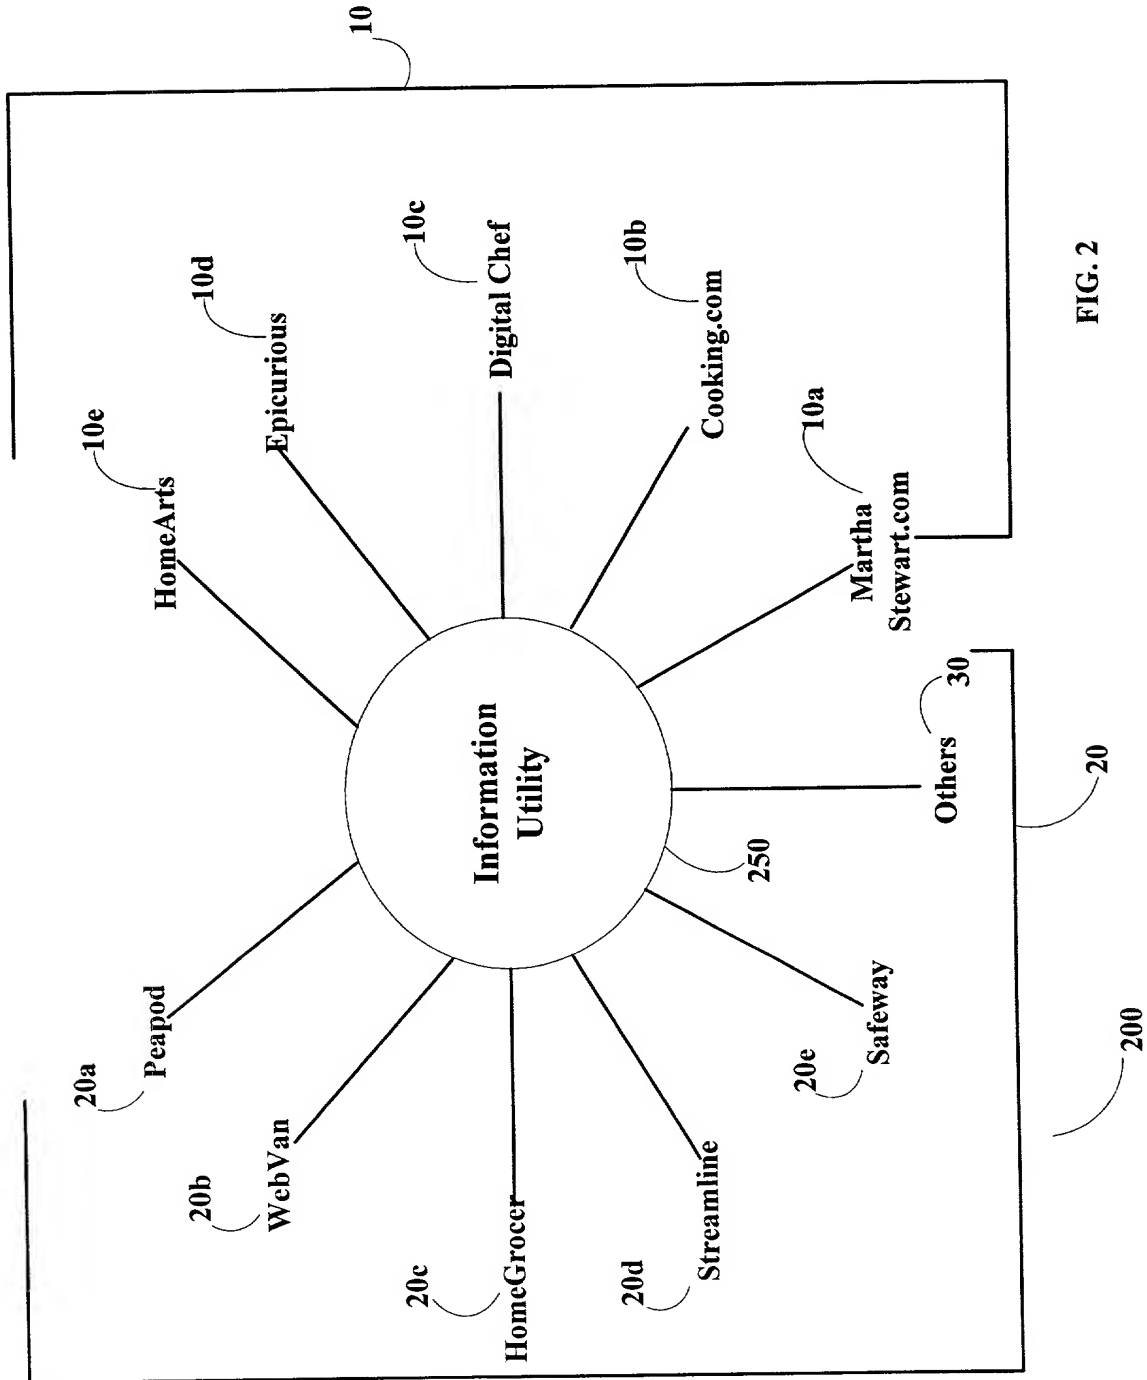 20a
10e
Peapod
HomeArts
20b
10d
WebVan
Epicurious
10
20c
10c
HomeGrocer
Information
Utility
Digital Chef
20d
10b
Streamline
Cooking.com
250
20e
10a
Safeway
Martha
Stewart.com
Others
30
20
200
FIG. 2